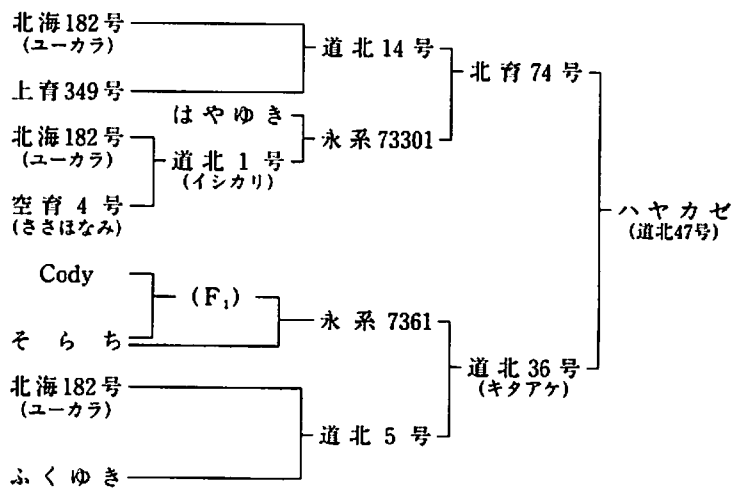 北海182号
(ユーカラ)
道北14号
上育349号
北育74号
はやゆき
永系73301
北海182号
(ユーカラ)
道北1号
(イシカリ)
空育4号
(ささほなみ)
ハヤカゼ
(道北47号)
Cody
(F₁)
そらち
永系7361
道北36号
(キタアケ)
北海182号
(ユーカラ)
道北5号
ふくゆき